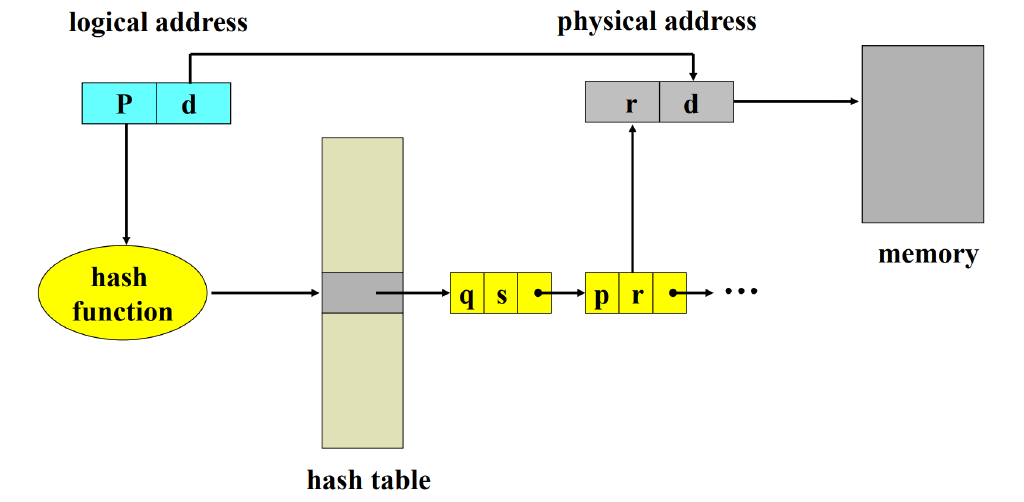 logical address
physical address
P d
r d
hash
function
q s
p r
...
memory
hash table